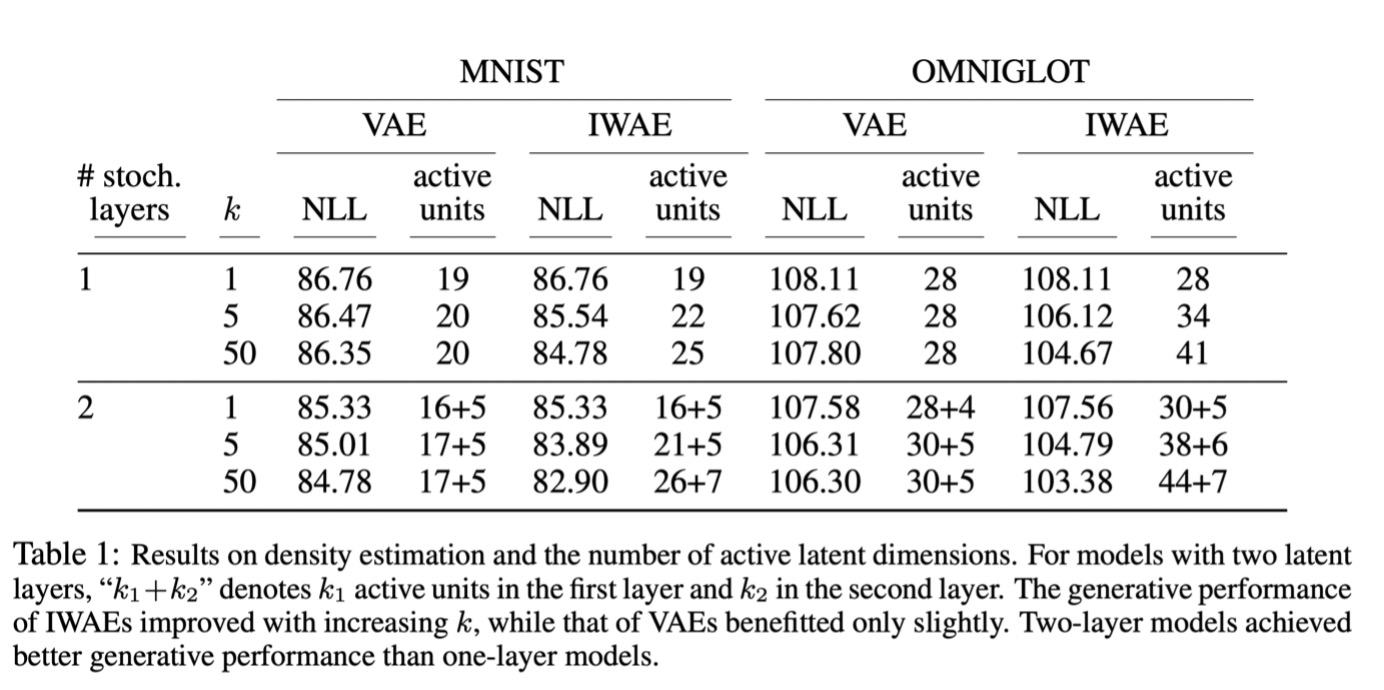 MNIST OMNIGLOT
VAE IWAE VAE IWAE
# stoch. active active active active
layers k NLL units NLL units NLL units NLL units
1 1 86.76 19 86.76 19 108.11 28 108.11 28
5 86.47 20 85.54 22 107.62 28 106.12 34
50 86.35 20 84.78 25 107.80 28 104.67 41
2 1 85.33 16+5 85.33 16+5 107.58 28+4 107.56 30+5
5 85.01 17+5 83.89 21+5 106.31 30+5 104.79 38+6
50 84.78 17+5 82.90 26+7 106.30 30+5 103.38 44+7
Table 1: Results on density estimation and the number of active latent dimensions. For models with two latent
layers, “k₁+k₂” denotes k₁ active units in the first layer and k₂ in the second layer. The generative performance
of IWAEs improved with increasing k, while that of VAEs benefitted only slightly. Two-layer models achieved
better generative performance than one-layer models.